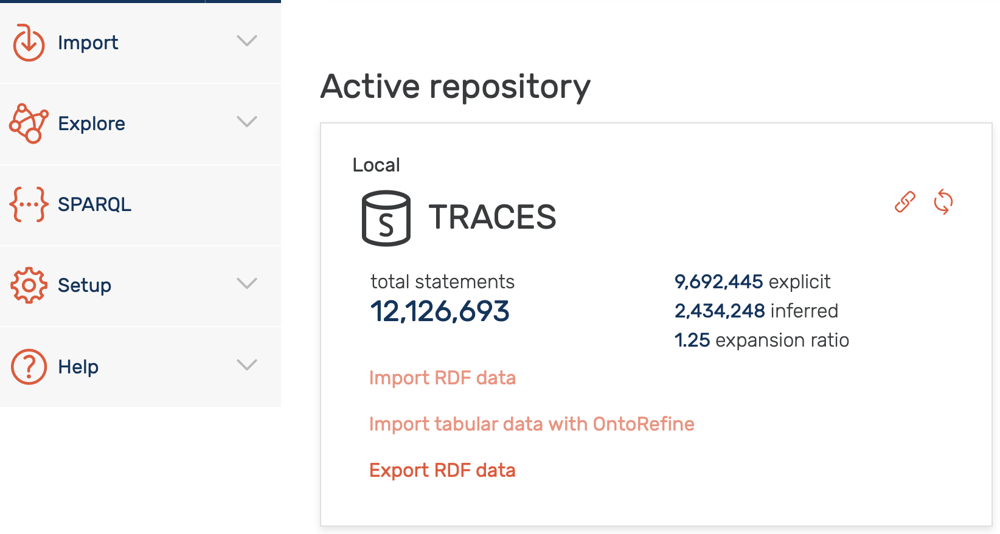 Import
Explore
SPARQL
Setup
Help
Active repository
Local
S TRACES
total statements
12,126,693
9,692,445 explicit
2,434,248 inferred
1.25 expansion ratio
Import RDF data
Import tabular data with OntoRefine
Export RDF data